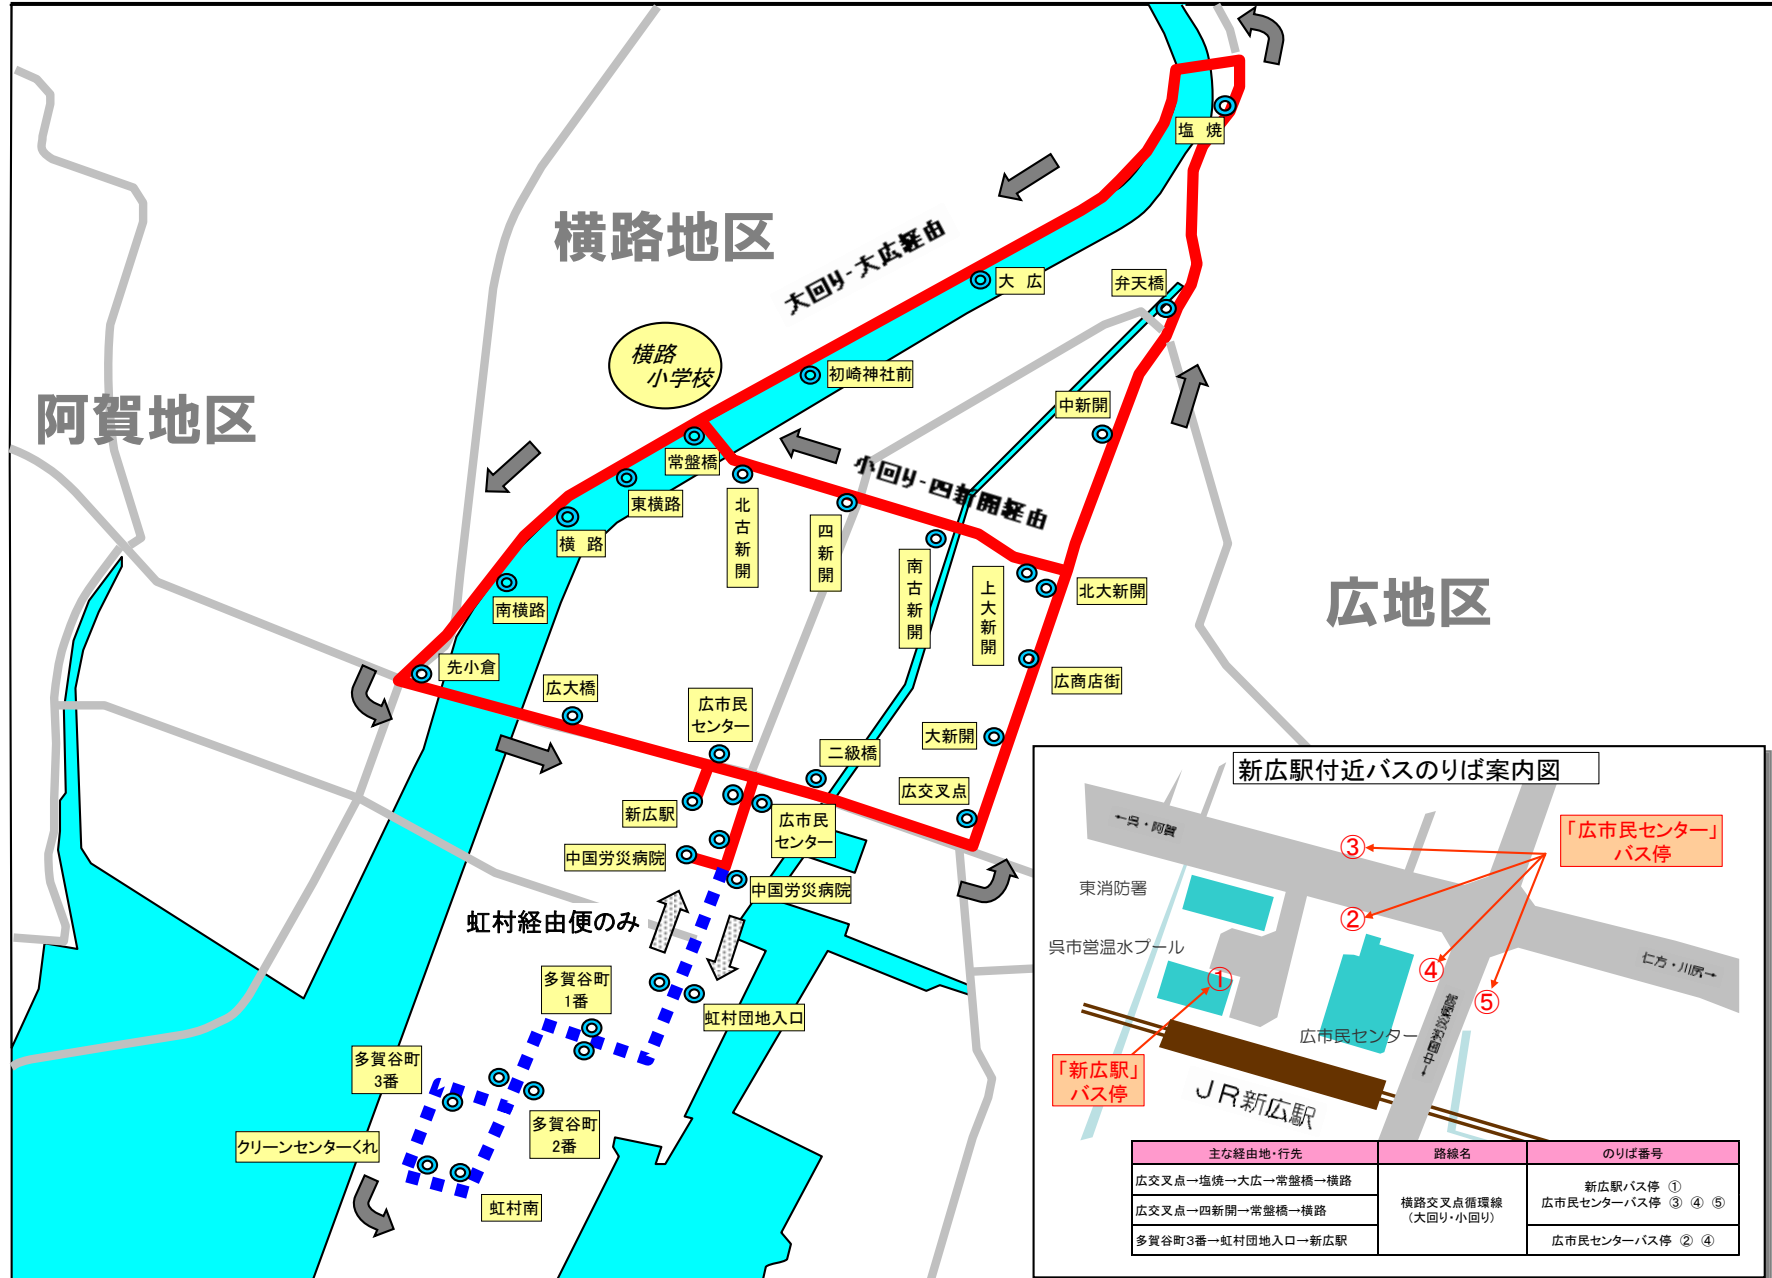 塩 焼
横路地区
大回り-大広経由
大 広
弁天橋
横路
小学校
初崎神社前
阿賀地区
中新開
常盤橋
小回り-四新開経由
東横路
北古新開
四新開
横 路
南古新開
上大新開
北大新開
広地区
南横路
先小倉
広大橋
広市民
センター
広商店街
大新開
二級橋
広交叉点
新広駅
広市民
センター
中国労災病院
中国労災病院
虹村経由便のみ
多賀谷町
1番
虹村団地入口
多賀谷町
3番
多賀谷町
2番
クリーンセンターくれ
虹村南
新広駅付近バスのりば案内図
「広市民センター」
バス停
③
東消防署
②
呉市営温水プール
①
④
⑤
仁方・川尻→
広市民センター
←中国労災病院
「新広駅」
バス停
JR新広駅
主な経由地・行先 路線名 のりば番号
広交叉点→塩焼→大広→常盤橋→横路
広交叉点→四新開→常盤橋→横路
多賀谷町3番→虹村団地入口→新広駅
横路交叉点循環線
(大回り・小回り)
新広駅バス停 ①
広市民センターバス停 ③ ④ ⑤
広市民センターバス停 ② ④